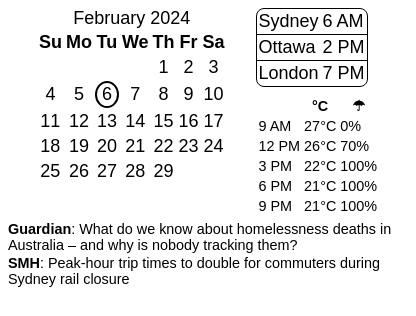 February 2024
Su Mo Tu We Th Fr Sa
1 2 3
4 5 6 7 8 9 10
11 12 13 14 15 16 17
18 19 20 21 22 23 24
25 26 27 28 29
Sydney 6 AM
Ottawa 2 PM
London 7 PM
°C ☂
9 AM 27°C 0%
12 PM 26°C 70%
3 PM 22°C 100%
6 PM 21°C 100%
9 PM 21°C 100%
Guardian: What do we know about homelessness deaths in
Australia – and why is nobody tracking them?
SMH: Peak-hour trip times to double for commuters during
Sydney rail closure